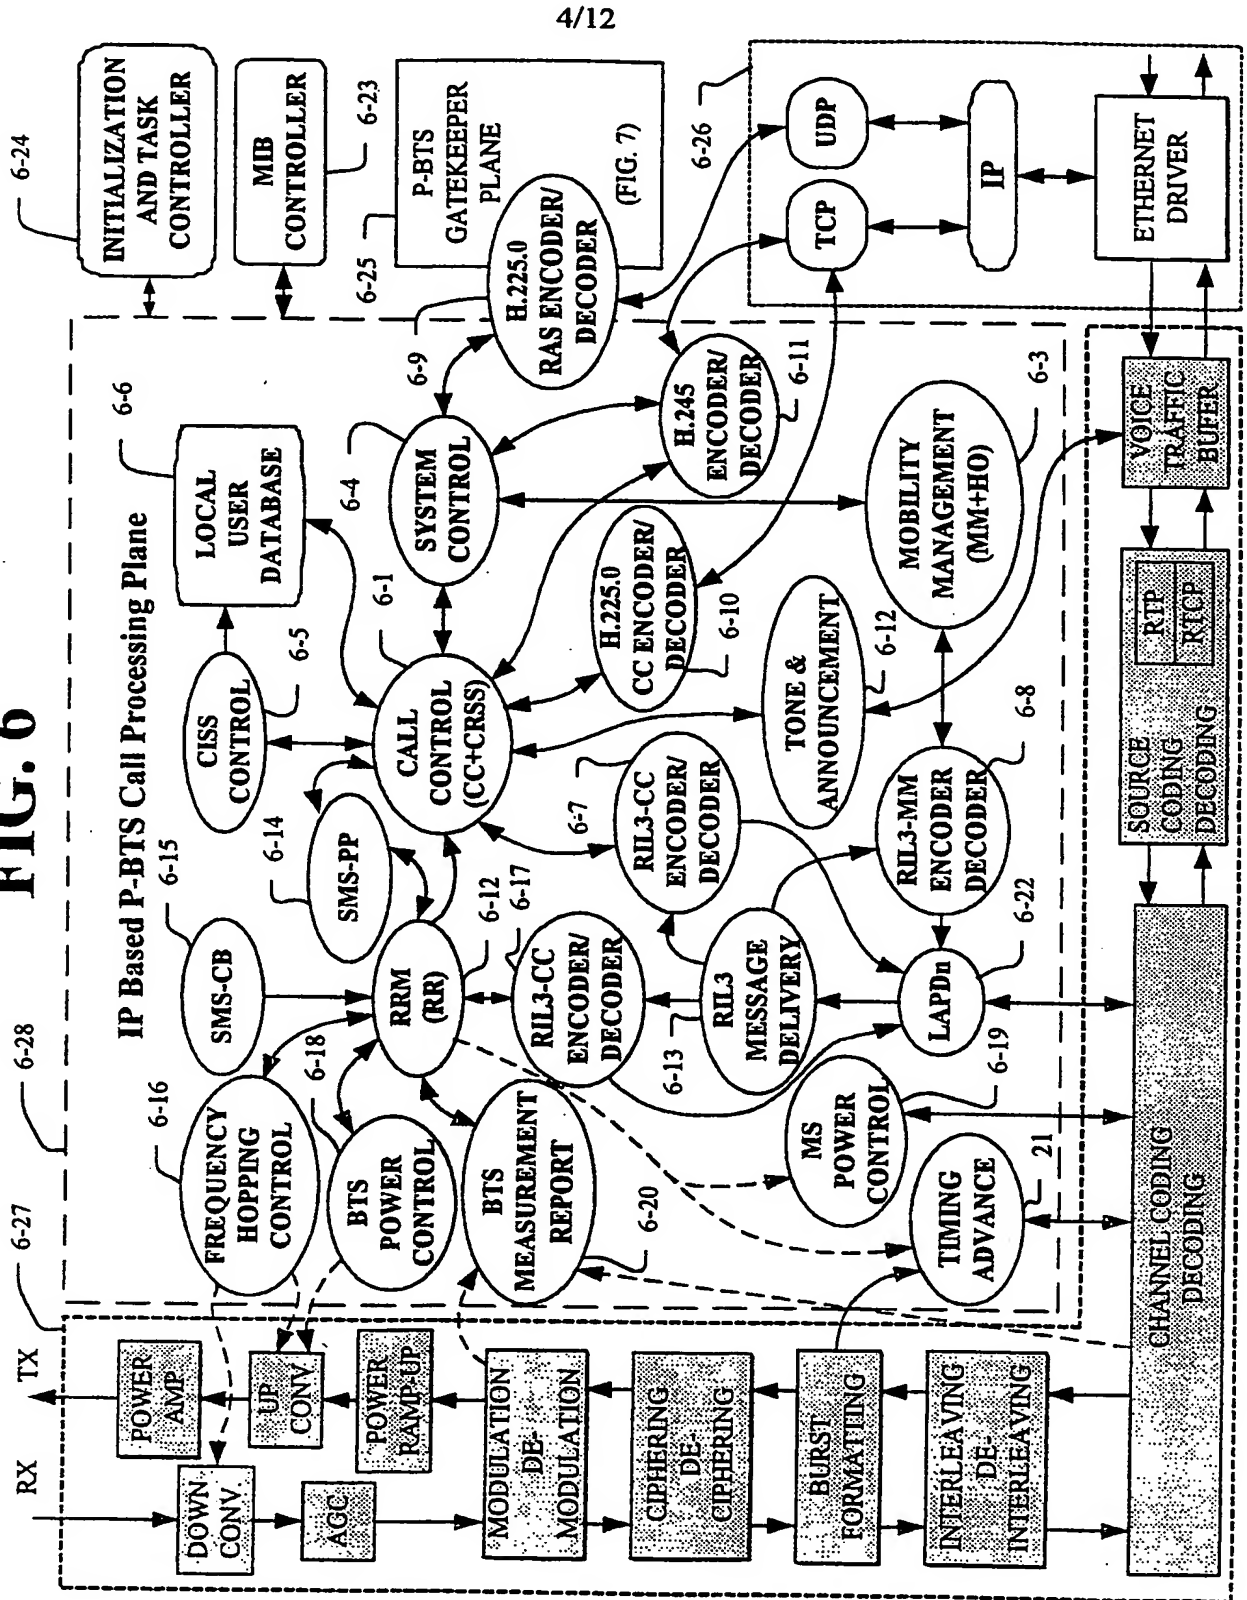 4/12
FIG. 6
IP Based P-BTS Call Processing Plane
6-24
INITIALIZATION
AND TASK
CONTROLLER
MIB
CONTROLLER
6-23
6-25
P-BTS
GATEKEEPER
PLANE
(FIG. 7)
H.225.0
RAS ENCODER/
DECODER
6-9
6-26
UDP
TCP
IP
ETHERNET
DRIVER
6-6
LOCAL
USER
DATABASE
6-4
SYSTEM
CONTROL
H.245
ENCODER/
DECODER
6-11
6-3
MOBILITY
MANAGEMENT
(MM+HO)
VOICE
TRAFFIC
BUFFER
6-5
CISS
CONTROL
6-1
CALL
CONTROL
(CC+CRSS)
H.225.0
CC ENCODER/
DECODER
6-10
TONE &
ANNOUNCEMENT
6-12
RTP
RTCP
SOURCE
CODING
DECODING
6-14
SMS-PP
6-7
RIL3-CC
ENCODER/
DECODER
RIL3-MM
ENCODER
DECODER
6-8
6-15
SMS-CB
RRM
(RR)
6-12
6-17
RIL3-CC
ENCODER/
DECODER
6-13
RIL3
MESSAGE
DELIVERY
LAPDn
6-22
6-28
6-16
FREQUENCY
HOPPING
CONTROL
6-18
BTS
POWER
CONTROL
BTS
MEASUREMENT
REPORT
6-20
MS
POWER
CONTROL
6-19
TIMING
ADVANCE
21
CHANNEL CODING
DECODING
6-27
TX
RX
POWER
AMP
UP
CONV.
POWER
RAMP-UP
DOWN
CONV.
AGC
MODULATION
DE-
MODULATION
CIPHERING
DE-
CIPHERING
BURST
FORMATTING
INTERLEAVING
DE-
INTERLEAVING